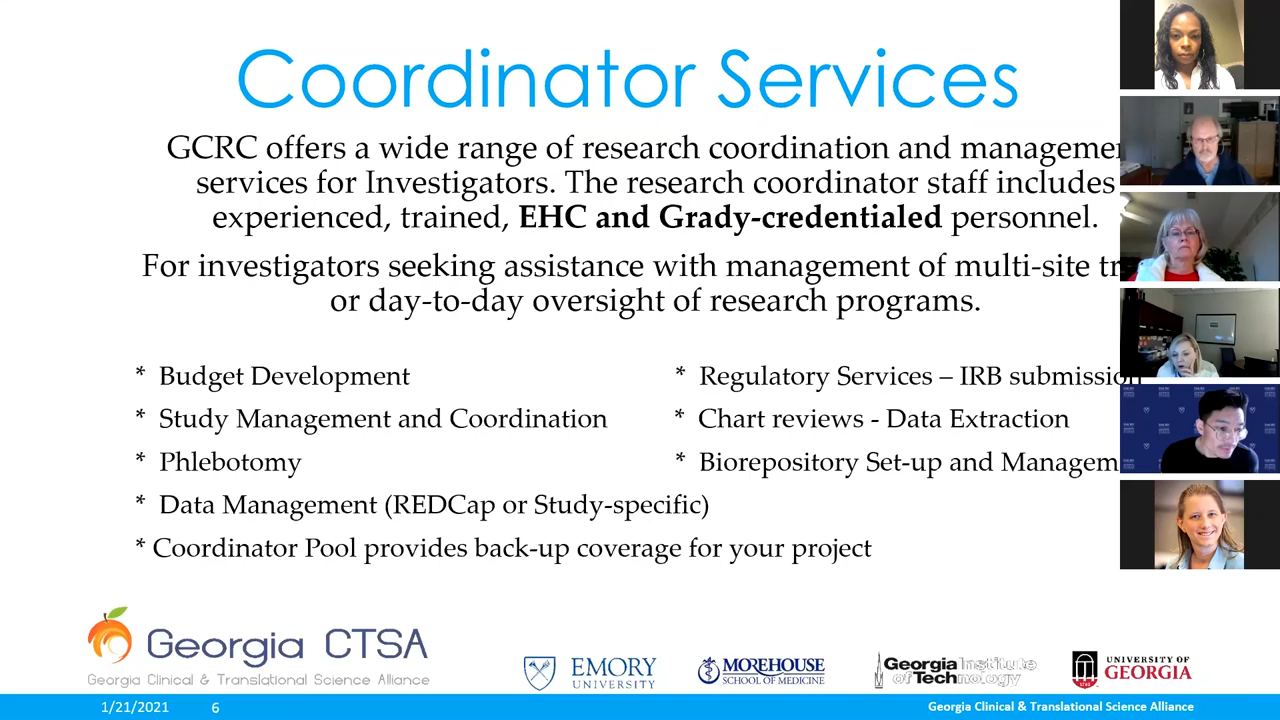 Coordinator Services
GCRC offers a wide range of research coordination and managemen
services for Investigators. The research coordinator staff includes
experienced, trained, EHC and Grady-credentialed personnel.
For investigators seeking assistance with management of multi-site tr
or day-to-day oversight of research programs.
* Budget Development
* Regulatory Services – IRB submission
* Study Management and Coordination
* Chart reviews - Data Extraction
* Phlebotomy
* Biorepository Set-up and Managem
* Data Management (REDCap or Study-specific)
* Coordinator Pool provides back-up coverage for your project
Georgia CTSA
Georgia Clinical & Translational Science Alliance
EMORY
UNIVERSITY
MOREHOUSE
SCHOOL OF MEDICINE
Georgia Institute
of Technology
UNIVERSITY OF
GEORGIA
1/21/2021
6
Georgia Clinical & Translational Science Alliance